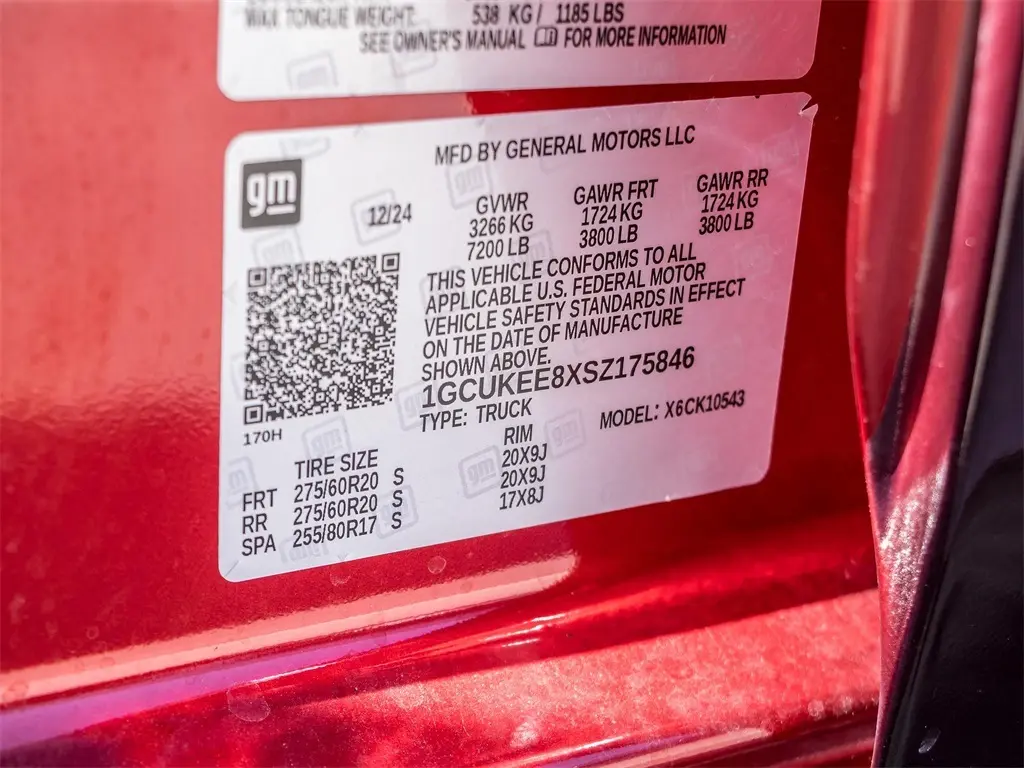 MAX TONGUE WEIGHT: 538 KG / 1185 LBS
SEE OWNER'S MANUAL FOR MORE INFORMATION
MFD BY GENERAL MOTORS LLC
gm
12/24
GVWR GAWR FRT GAWR RR
3266 KG 1724 KG 1724 KG
7200 LB 3800 LB 3800 LB
THIS VEHICLE CONFORMS TO ALL
APPLICABLE U.S. FEDERAL MOTOR
VEHICLE SAFETY STANDARDS IN EFFECT
ON THE DATE OF MANUFACTURE
SHOWN ABOVE.
1GCUKEE8XSZ175846
TYPE: TRUCK MODEL: X6CK10543
170H
TIRE SIZE RIM
FRT 275/60R20 S 20X9J
RR 275/60R20 S 20X9J
SPA 255/80R17 S 17X8J